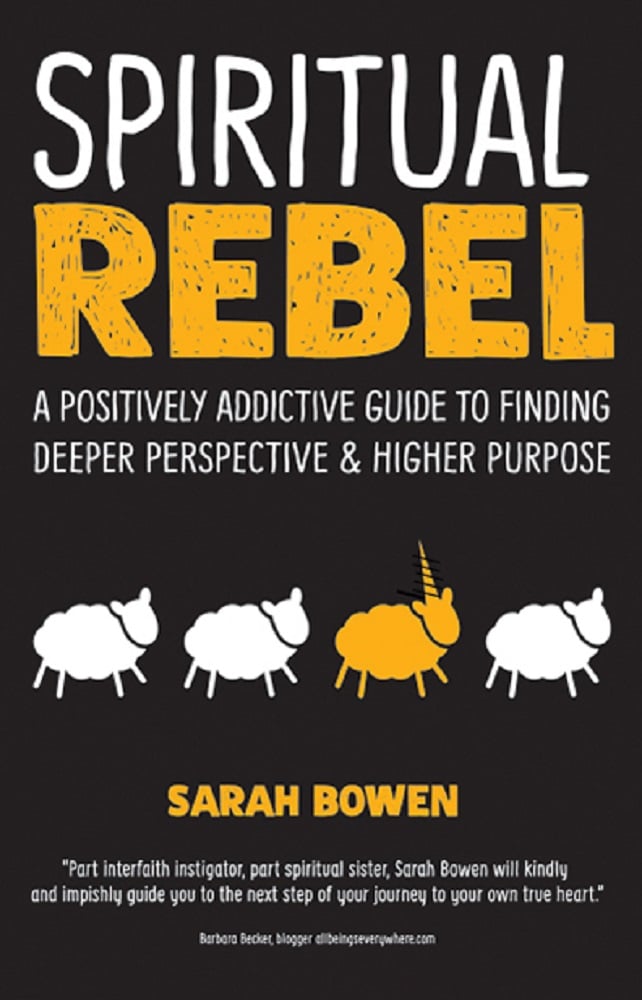 SPIRITUAL
REBEL
A POSITIVELY ADDICTIVE GUIDE TO FINDING
DEEPER PERSPECTIVE & HIGHER PURPOSE
SARAH BOWEN
"Part interfaith instigator, part spiritual sister, Sarah Bowen will kindly
and impishly guide you to the next step of your journey to your own true heart."
Barbara Becker, blogger allbeingseverywhere.com